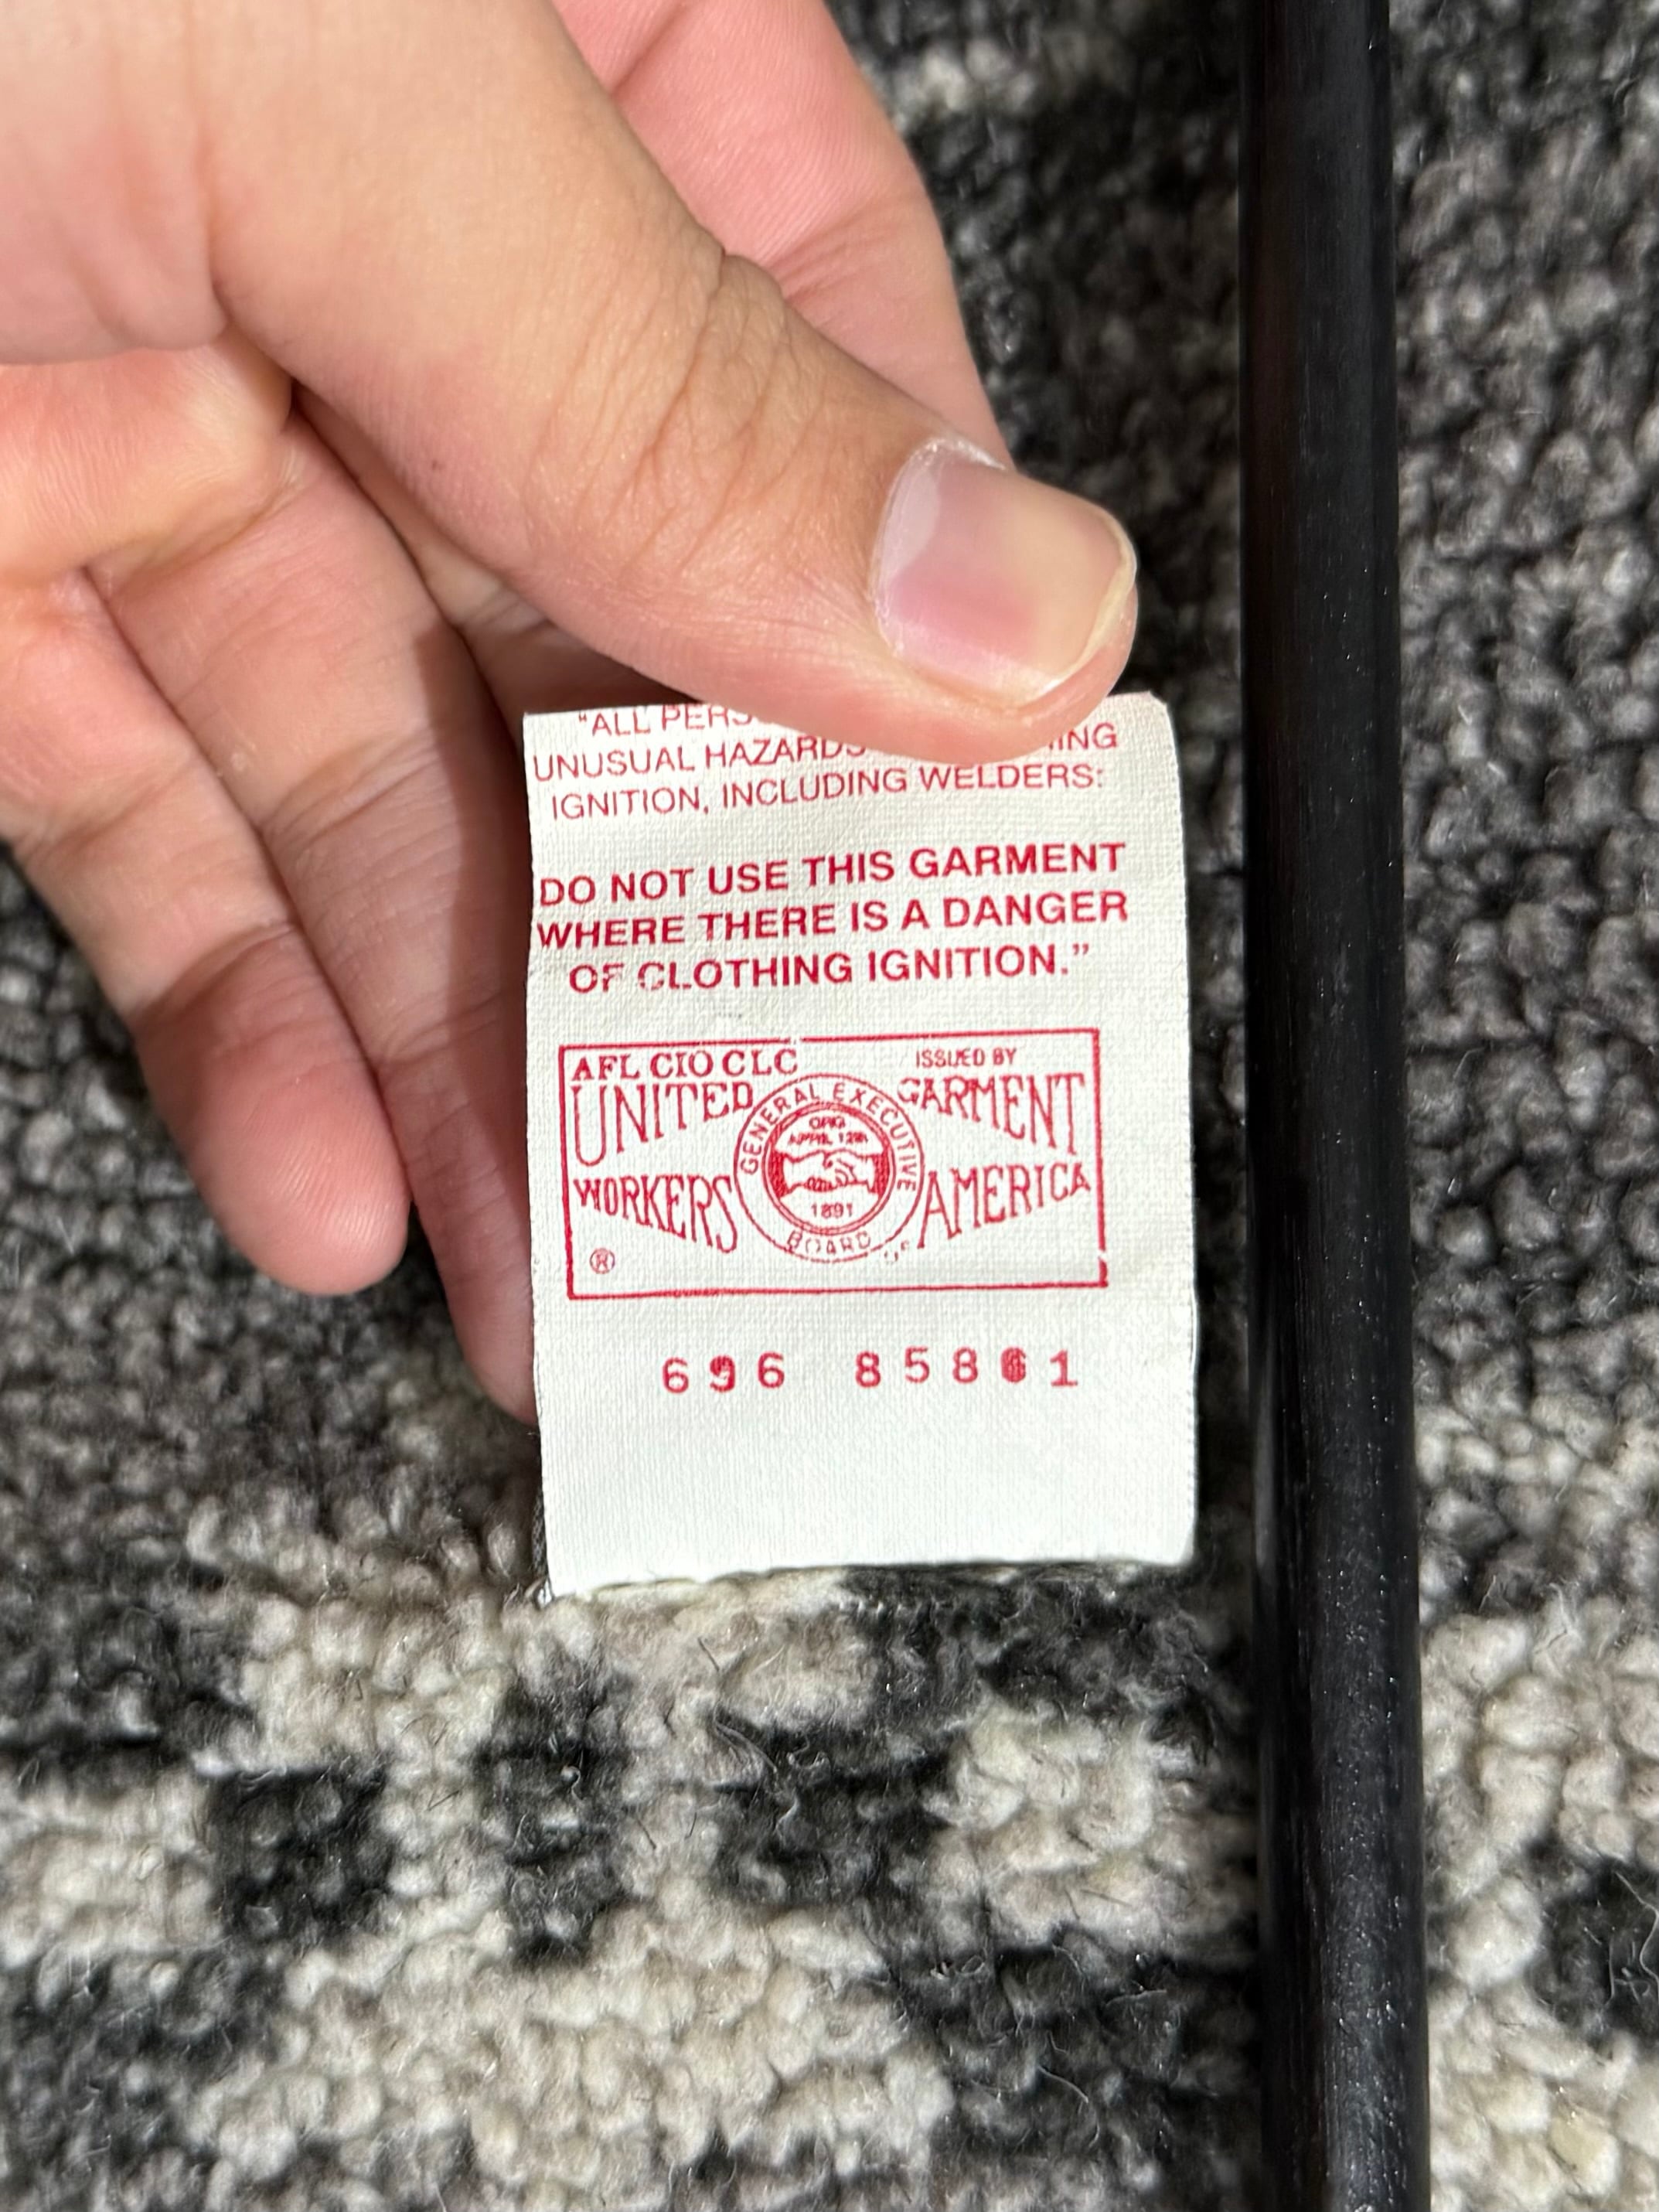 "ALL
UNUSUAL HAZARDS
IGNITION, INCLUDING WELDERS:
DO NOT USE THIS GARMENT
WHERE THERE IS A DANGER
OF CLOTHING IGNITION."
AFL CIO CLC ISSUED BY
UNITED GARMENT
WORKERS OF AMERICA
GENERAL EXECUTIVE BOARD
ORG
APRIL 12th
1891
®
696 85861